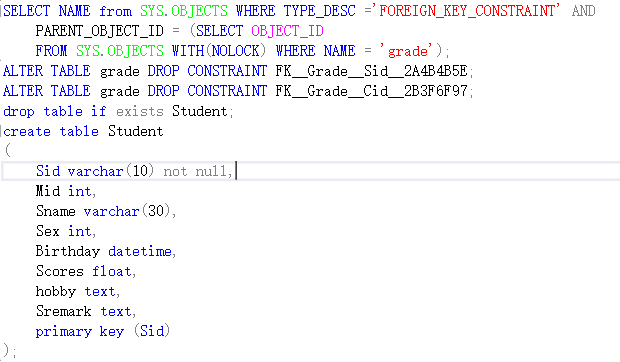 SELECT NAME from SYS.OBJECTS WHERE TYPE_DESC ='FOREIGN_KEY_CONSTRAINT' AND
PARENT_OBJECT_ID = (SELECT OBJECT_ID
FROM SYS.OBJECTS WITH(NOLOCK) WHERE NAME = 'grade');
ALTER TABLE grade DROP CONSTRAINT FK__Grade__Sid__2A4B4B5E;
ALTER TABLE grade DROP CONSTRAINT FK__Grade__Cid__2B3F6F97;
drop table if exists Student;
create table Student
(
Sid varchar(10) not null,
Mid int,
Sname varchar(30),
Sex int,
Birthday datetime,
Scores float,
hobby text,
Sremark text,
primary key (Sid)
);